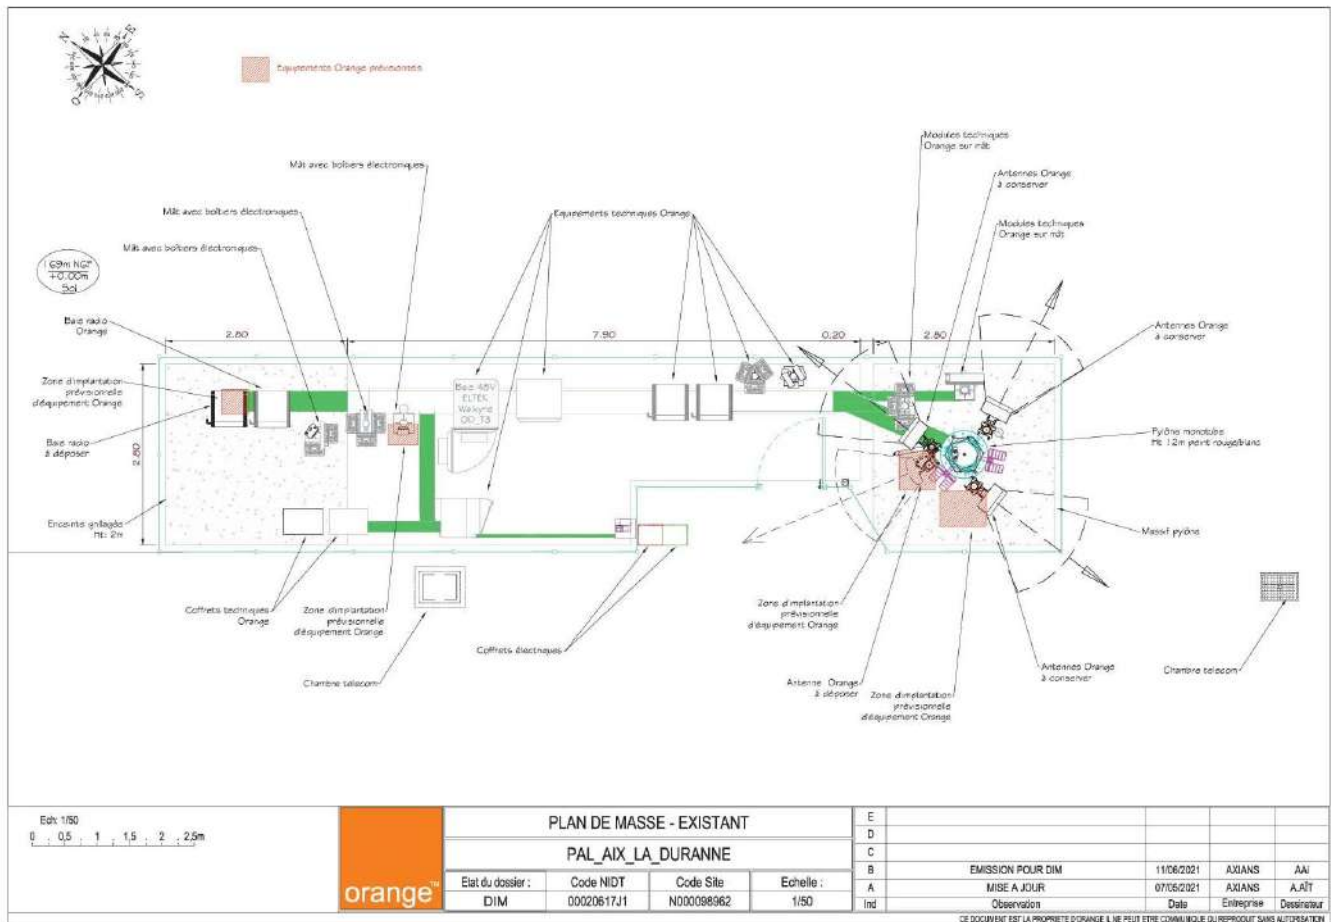 N
E
S
O
Equipements Orange prévisionnels
Modules techniques
Orange sur mât
Mât avec boîtiers électroniques
Antennes Orange
à conserver
Mât avec boîtiers électroniques
Equipements techniques Orange
Modules techniques
Orange sur mât
Mât avec boîtiers électroniques
169m NGF
+0.00m
Sol
Baie radio
Orange
2.80
7.90
0.20
2.80
Antennes Orange
à conserver
Zone d'implantation
prévisionnelle
d'équipement Orange
Baie 48V
ELTEK
Baie radio
à déposer
2.80
Pylône monotube
Ht: 12m peint rouge/blanc
Enceinte grillagée
Ht: 2m
Massif pylône
Coffrets techniques
Orange
Zone d'implantation
prévisionnelle
d'équipement Orange
Zone d'implantation
prévisionnelle
d'équipement Orange
Coffrets électriques
Chambre télecom
Antenne Orange
à déposer
Zone d'implantation
prévisionnelle
d'équipement Orange
Antennes Orange
à conserver
Chambre telecom
Ech: 1/50
0 . 0,5 . 1 . 1,5 . 2 . 2,5m
orange™
PLAN DE MASSE - EXISTANT
PAL_AIX_LA_DURANNE
Etat du dossier : Code NIDT Code Site Echelle :
DIM 00020617J1 N000098962 1/50
E
D
C
B EMISSION POUR DIM 11/06/2021 AXIANS AAI
A MISE A JOUR 07/05/2021 AXIANS A.AÏT
Ind Observation Date Entreprise Dessinateur
CE DOCUMENT EST LA PROPRIETE D'ORANGE IL NE PEUT ETRE COMMUNIQUE OU REPRODUIT SANS AUTORISATION